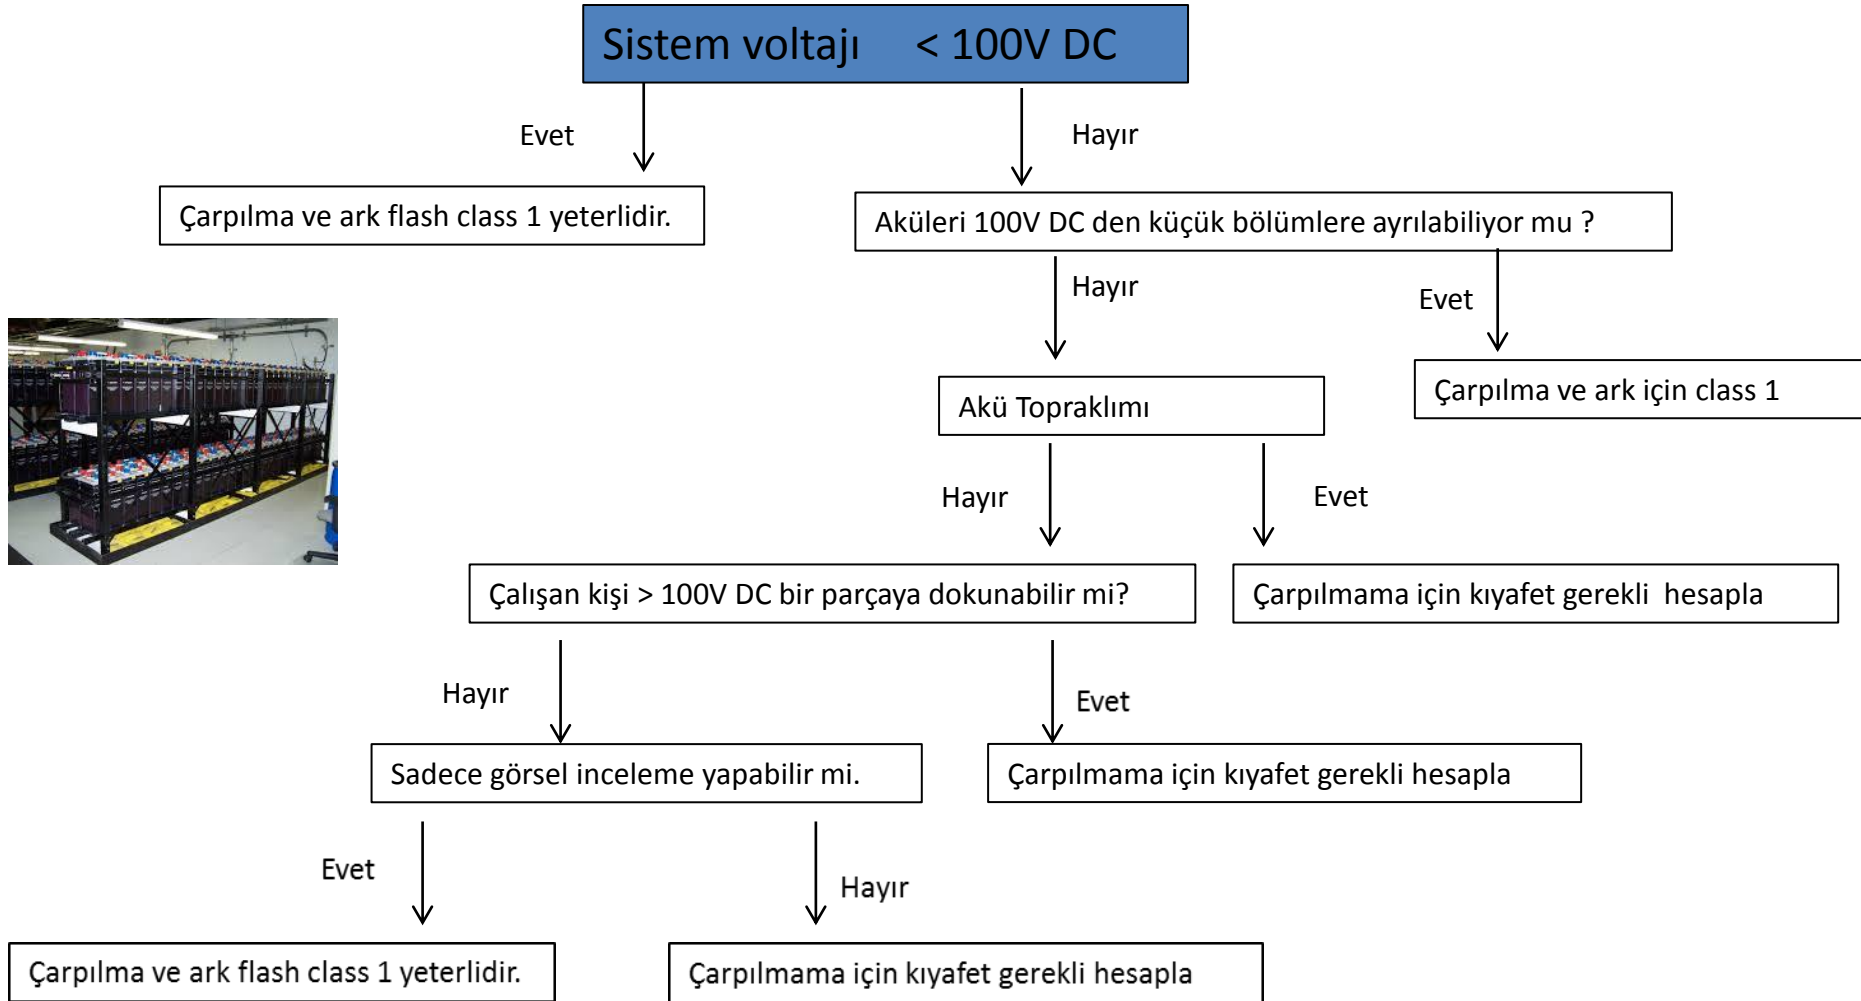 Sistem voltajı < 100V DC
Evet
Hayır
Çarpılma ve ark flash class 1 yeterlidir.
Aküleri 100V DC den küçük bölümlere ayrılabiliyor mu ?
Hayır
Evet
Çarpılma ve ark için class 1
Akü Topraklımı
Hayır
Evet
Çalışan kişi > 100V DC bir parçaya dokunabilir mi?
Çarpılmama için kıyafet gerekli hesapla
Hayır
Evet
Sadece görsel inceleme yapabilir mi.
Çarpılmama için kıyafet gerekli hesapla
Evet
Hayır
Çarpılma ve ark flash class 1 yeterlidir.
Çarpılmama için kıyafet gerekli hesapla